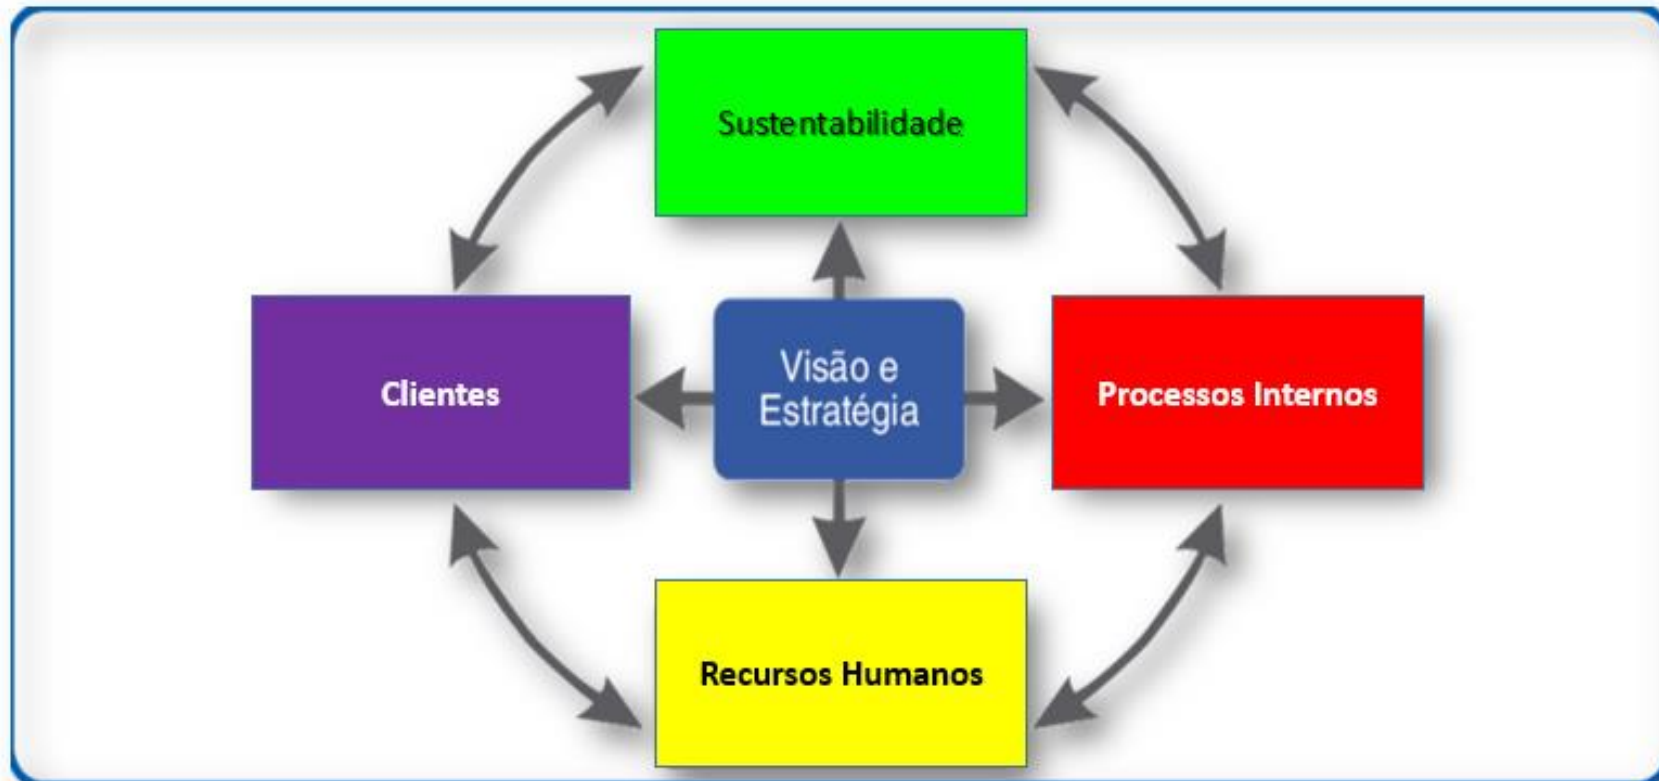 Sustentabilidade
Clientes
Visão e
Estratégia
Processos Internos
Recursos Humanos